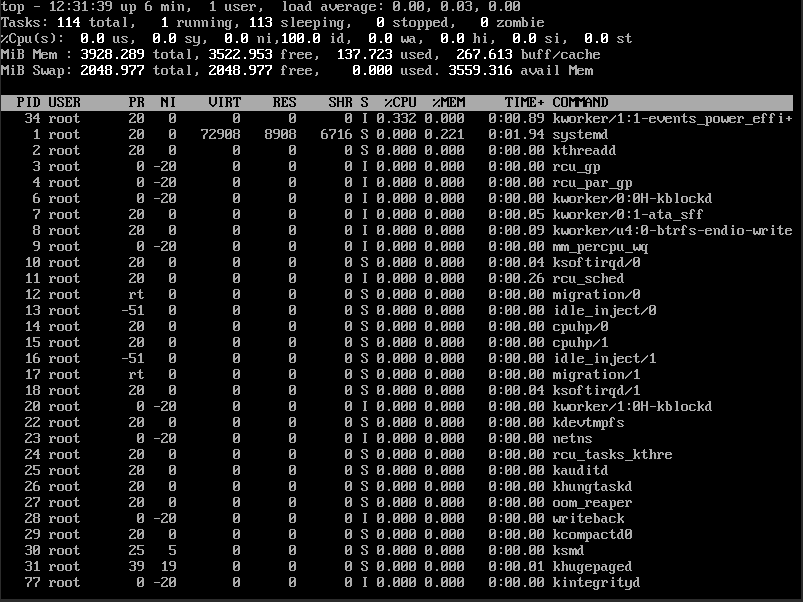 top - 12:31:39 up 6 min,  1 user,  load average: 0.00, 0.03, 0.00
Tasks: 114 total,   1 running, 113 sleeping,   0 stopped,   0 zombie
%Cpu(s):  0.0 us,  0.0 sy,  0.0 ni,100.0 id,  0.0 wa,  0.0 hi,  0.0 si,  0.0 st
MiB Mem : 3928.289 total, 3522.953 free,  137.723 used,  267.613 buff/cache
MiB Swap: 2048.977 total, 2048.977 free,    0.000 used. 3559.316 avail Mem
PID USER      PR  NI    VIRT    RES    SHR S  %CPU  %MEM     TIME+ COMMAND
34 root      20   0       0      0      0 I 0.332 0.000   0:00.89 kworker/1:1-events_power_effi+
1 root      20   0   72908   8908   6716 S 0.000 0.221   0:01.94 systemd
2 root      20   0       0      0      0 S 0.000 0.000   0:00.00 kthreadd
3 root       0 -20       0      0      0 I 0.000 0.000   0:00.00 rcu_gp
4 root       0 -20       0      0      0 I 0.000 0.000   0:00.00 rcu_par_gp
6 root       0 -20       0      0      0 I 0.000 0.000   0:00.00 kworker/0:0H-kblockd
7 root      20   0       0      0      0 I 0.000 0.000   0:00.05 kworker/0:1-ata_sff
8 root      20   0       0      0      0 I 0.000 0.000   0:00.09 kworker/u4:0-btrfs-endio-write
9 root       0 -20       0      0      0 I 0.000 0.000   0:00.00 mm_percpu_wq
10 root      20   0       0      0      0 S 0.000 0.000   0:00.04 ksoftirqd/0
11 root      20   0       0      0      0 I 0.000 0.000   0:00.26 rcu_sched
12 root      rt   0       0      0      0 S 0.000 0.000   0:00.00 migration/0
13 root     -51   0       0      0      0 S 0.000 0.000   0:00.00 idle_inject/0
14 root      20   0       0      0      0 S 0.000 0.000   0:00.00 cpuhp/0
15 root      20   0       0      0      0 S 0.000 0.000   0:00.00 cpuhp/1
16 root     -51   0       0      0      0 S 0.000 0.000   0:00.00 idle_inject/1
17 root      rt   0       0      0      0 S 0.000 0.000   0:00.00 migration/1
18 root      20   0       0      0      0 S 0.000 0.000   0:00.04 ksoftirqd/1
20 root       0 -20       0      0      0 I 0.000 0.000   0:00.00 kworker/1:0H-kblockd
22 root      20   0       0      0      0 S 0.000 0.000   0:00.00 kdevtmpfs
23 root       0 -20       0      0      0 I 0.000 0.000   0:00.00 netns
24 root      20   0       0      0      0 S 0.000 0.000   0:00.00 rcu_tasks_kthre
25 root      20   0       0      0      0 S 0.000 0.000   0:00.00 kauditd
26 root      20   0       0      0      0 S 0.000 0.000   0:00.00 khungtaskd
27 root      20   0       0      0      0 S 0.000 0.000   0:00.00 oom_reaper
28 root       0 -20       0      0      0 I 0.000 0.000   0:00.00 writeback
29 root      20   0       0      0      0 S 0.000 0.000   0:00.00 kcompactd0
30 root      25   5       0      0      0 S 0.000 0.000   0:00.00 ksmd
31 root      39  19       0      0      0 S 0.000 0.000   0:00.01 khugepaged
77 root       0 -20       0      0      0 I 0.000 0.000   0:00.00 kintegrityd